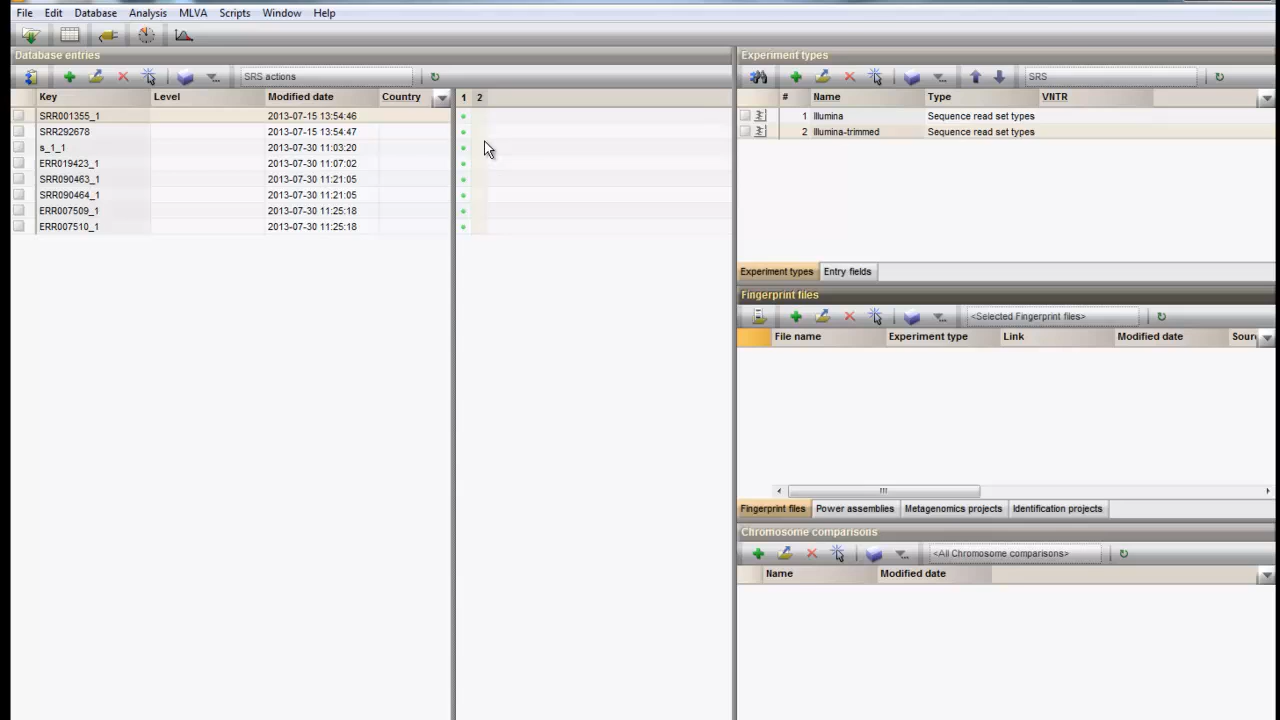 File Edit Database Analysis MLVA Scripts Window Help
Database entries
SRS actions
Key Level Modified date Country 1 2
SRR001355_1 2013-07-15 13:54:46
SRR292678 2013-07-15 13:54:47
s_1_1 2013-07-30 11:03:20
ERR019423_1 2013-07-30 11:07:02
SRR090463_1 2013-07-30 11:21:05
SRR090464_1 2013-07-30 11:21:05
ERR007509_1 2013-07-30 11:25:18
ERR007510_1 2013-07-30 11:25:18
Experiment types
SRS
# Name Type VNTR
1 Illumina Sequence read set types
2 Illumina-trimmed Sequence read set types
Experiment types Entry fields
Fingerprint files
<Selected Fingerprint files>
File name Experiment type Link Modified date Sour
Fingerprint files Power assemblies Metagenomics projects Identification projects
Chromosome comparisons
<All Chromosome comparisons>
Name Modified date